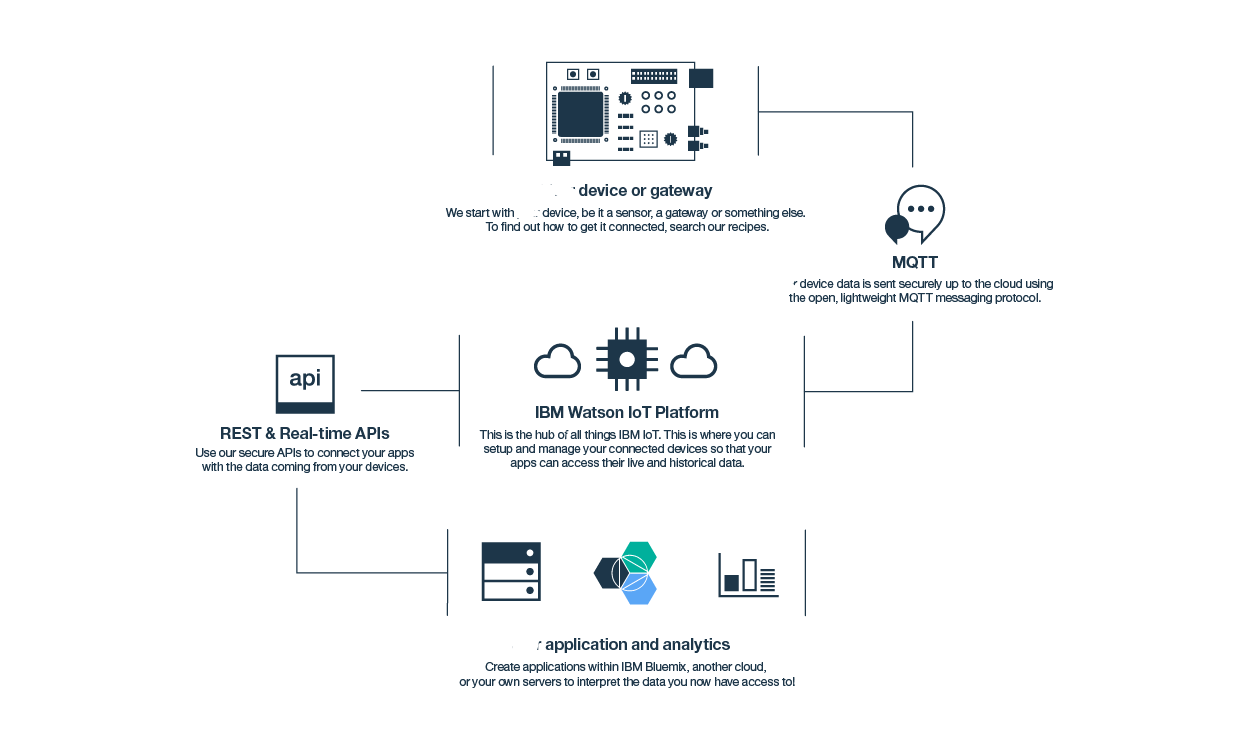 device or gateway
We start with device, be it a sensor, a gateway or something else.
To find out how to get it connected, search our recipes.
MQTT
device data is sent securely up to the cloud using
the open, lightweight MQTT messaging protocol.
api
REST & Real-time APIs
Use our secure APIs to connect your apps
with the data coming from your devices.
IBM Watson IoT Platform
This is the hub of all things IBM IoT. This is where you can
setup and manage your connected devices so that your
apps can access their live and historical data.
application and analytics
Create applications within IBM Bluemix, another cloud,
or your own servers to interpret the data you now have access to!